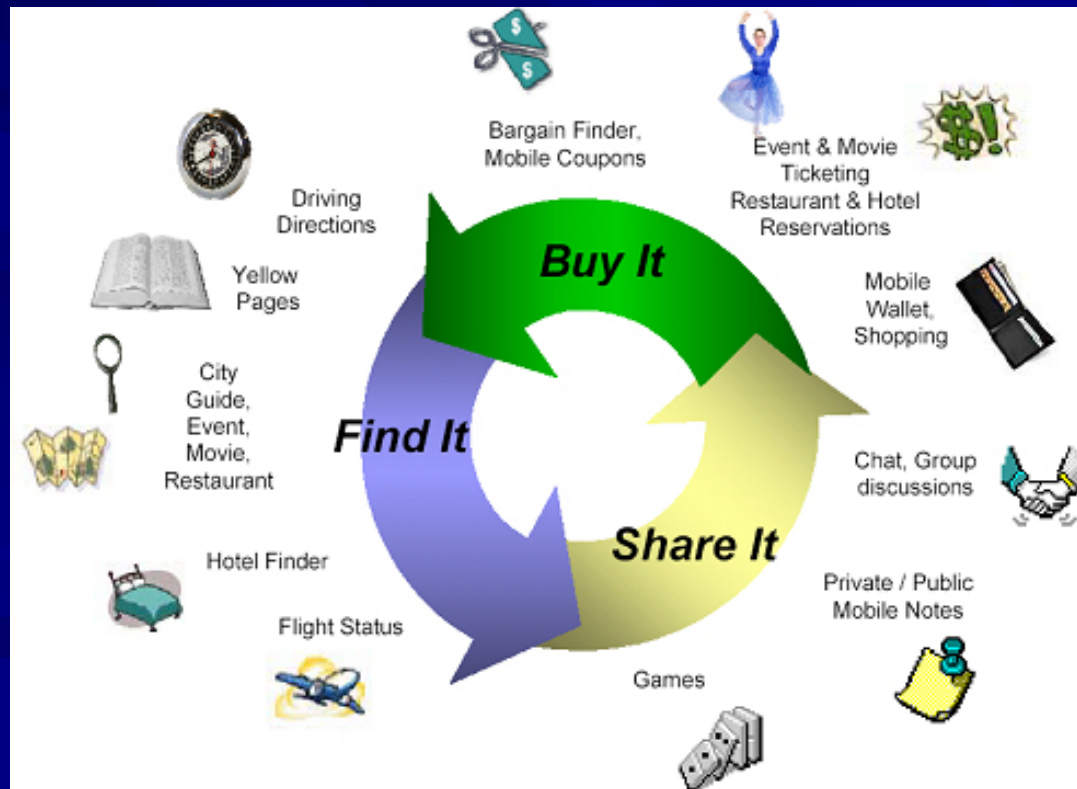 Bargain Finder,
Mobile Coupons
Event & Movie
Ticketing
Restaurant & Hotel
Reservations
Driving
Directions
Buy It
Yellow
Pages
Mobile
Wallet,
Shopping
City
Guide,
Event,
Movie,
Restaurant
Find It
Chat, Group
discussions
Share It
Hotel Finder
Private / Public
Mobile Notes
Flight Status
Games
$
$
$!